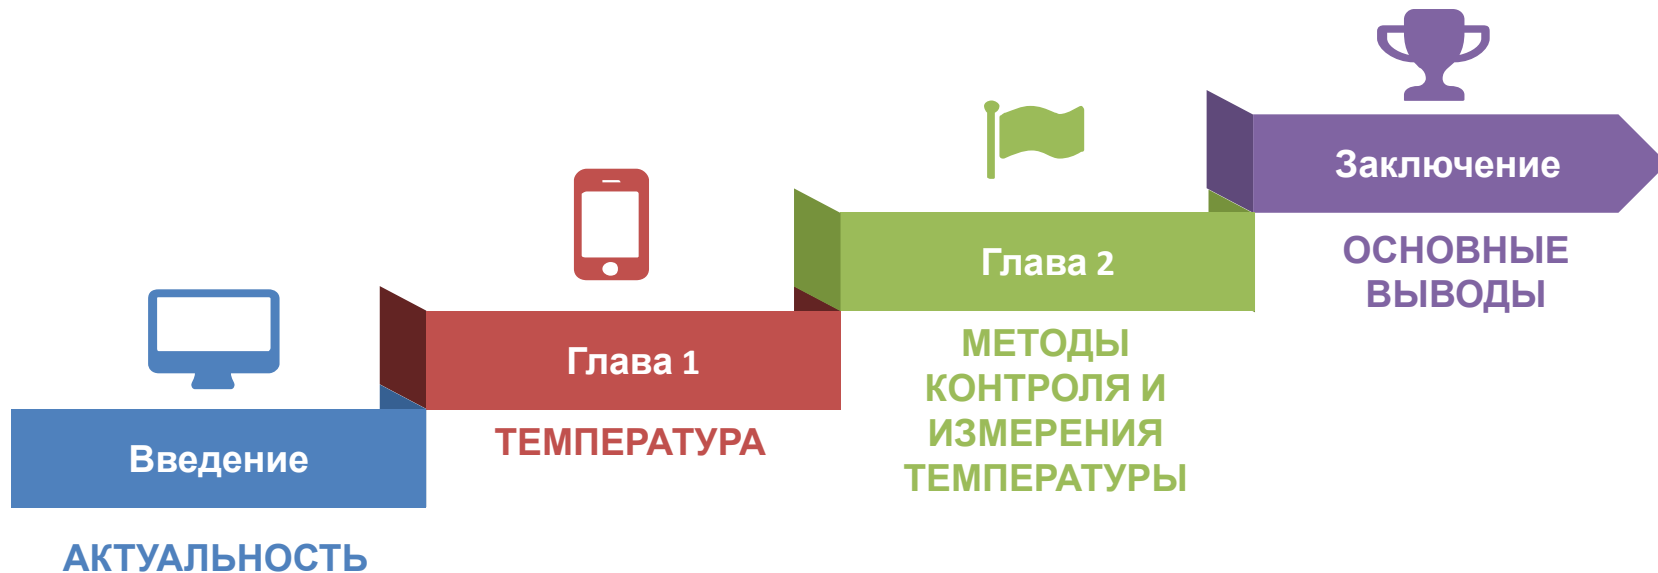 Введение
АКТУАЛЬНОСТЬ
Глава 1
ТЕМПЕРАТУРА
Глава 2
МЕТОДЫ
КОНТРОЛЯ И
ИЗМЕРЕНИЯ
ТЕМПЕРАТУРЫ
Заключение
ОСНОВНЫЕ
ВЫВОДЫ